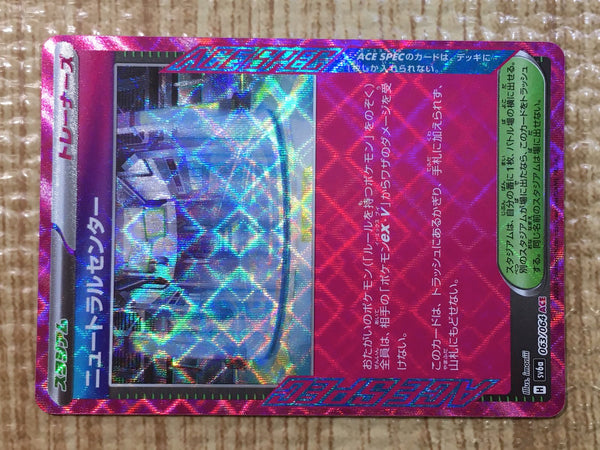 スタジアム
トレーナーズ
ニュートラルセンター
ACE SPEC
おたがいのポケモン(「ルールを持つポケモン」をのぞく)
全員は、相手の「ポケモンex・V」からワザのダメージを受
けない。
このカードは、トラッシュにあるかぎり、手札に加えられず、
山札にもどせない。
ACE SPEC
ACE SPECのカードは、デッキに
1枚しか入れられない。
スタジアムは、自分の番に1枚、バトル場の横に出せる。
別のスタジアムが場に出たなら、このカードをトラッシュ
する。同じ名前のスタジアムは場に出せない。
illus. imoniii
H sv6a 063/064 ACE